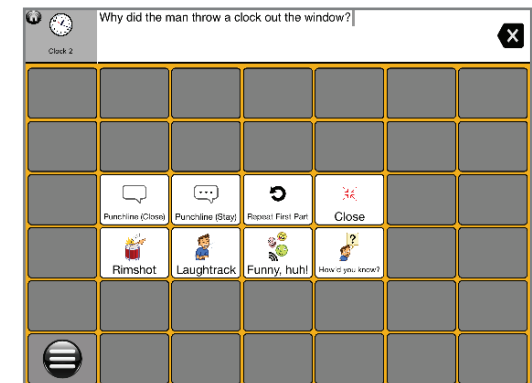 Why did the man throw a clock out the window?
Clock 2
X
Punchline (Close)
Punchline (Stay)
Repeat First Part
Close
Rimshot
Laughtrack
Funny, huh!
How d you know?